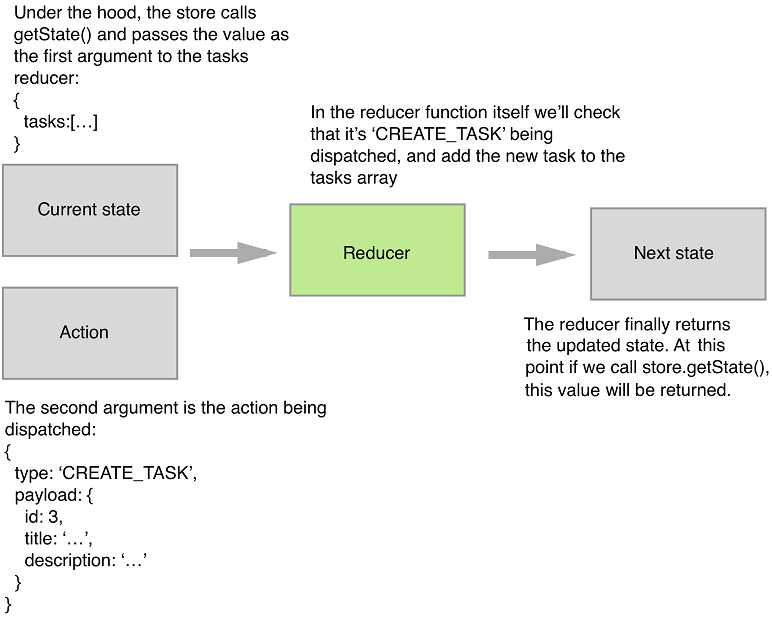 Under the hood, the store calls
getState() and passes the value as
the first argument to the tasks
reducer:
{
tasks:[…]
}
Current state
Action
The second argument is the action being
dispatched:
{
type: ‘CREATE_TASK’,
payload: {
id: 3,
title: ‘…’,
description: ‘…’
}
}
In the reducer function itself we’ll check
that it’s ‘CREATE_TASK’ being
dispatched, and add the new task to the
tasks array
Reducer
Next state
The reducer finally returns
the updated state. At this
point if we call store.getState(),
this value will be returned.